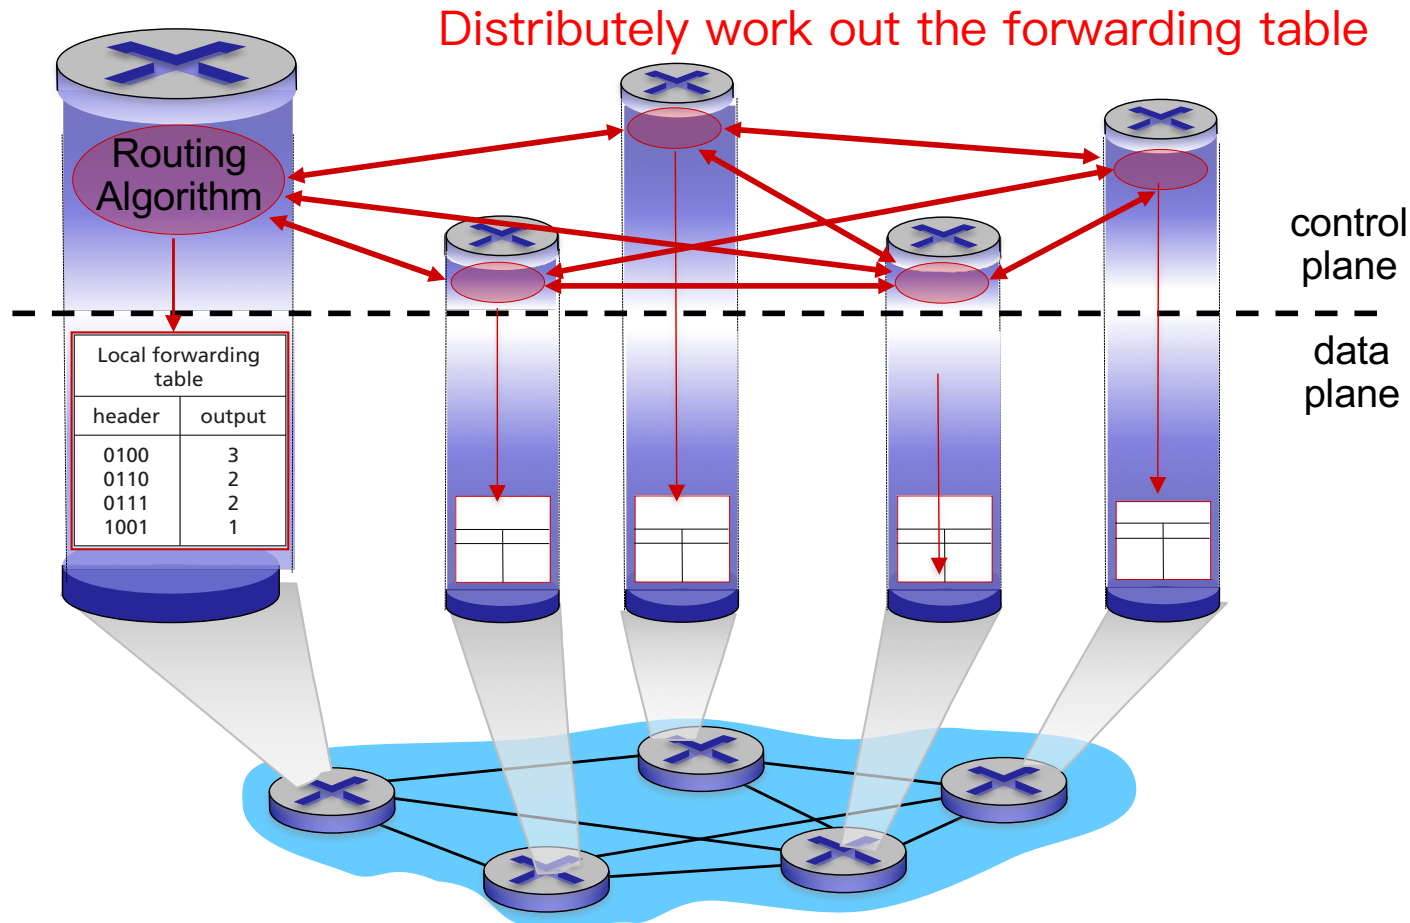 Distributely work out the forwarding table
Routing
Algorithm
control
plane
data
plane
Local forwarding
table
header output
0100 3
0110 2
0111 2
1001 1